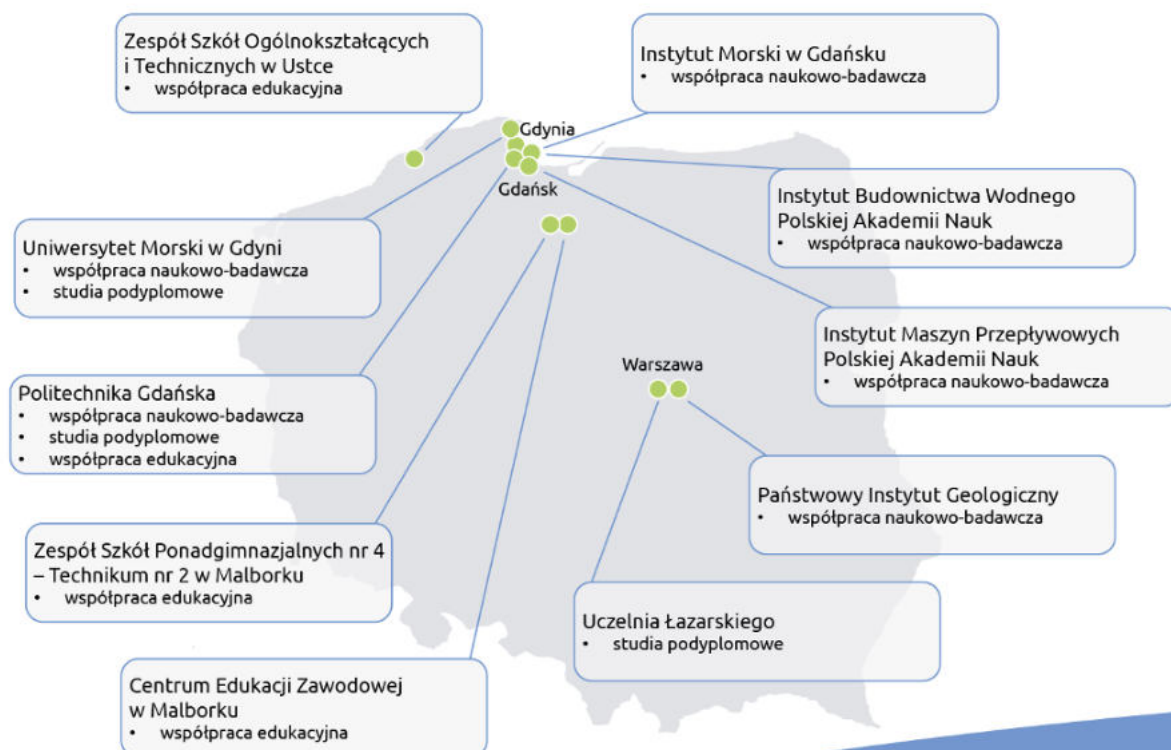 Zespół Szkół Ogólnokształcących
i Technicznych w Ustce
• współpraca edukacyjna
Instytut Morski w Gdańsku
• współpraca naukowo-badawcza
Gdynia
Gdańsk
Instytut Budownictwa Wodnego
Polskiej Akademii Nauk
• współpraca naukowo-badawcza
Uniwersytet Morski w Gdyni
• współpraca naukowo-badawcza
• studia podyplomowe
Instytut Maszyn Przepływowych
Polskiej Akademii Nauk
• współpraca naukowo-badawcza
Warszawa
Politechnika Gdańska
• współpraca naukowo-badawcza
• studia podyplomowe
• współpraca edukacyjna
Państwowy Instytut Geologiczny
• współpraca naukowo-badawcza
Zespół Szkół Ponadgimnazjalnych nr 4
– Technikum nr 2 w Malborku
• współpraca edukacyjna
Uczelnia Łazarskiego
• studia podyplomowe
Centrum Edukacji Zawodowej
w Malborku
• współpraca edukacyjna